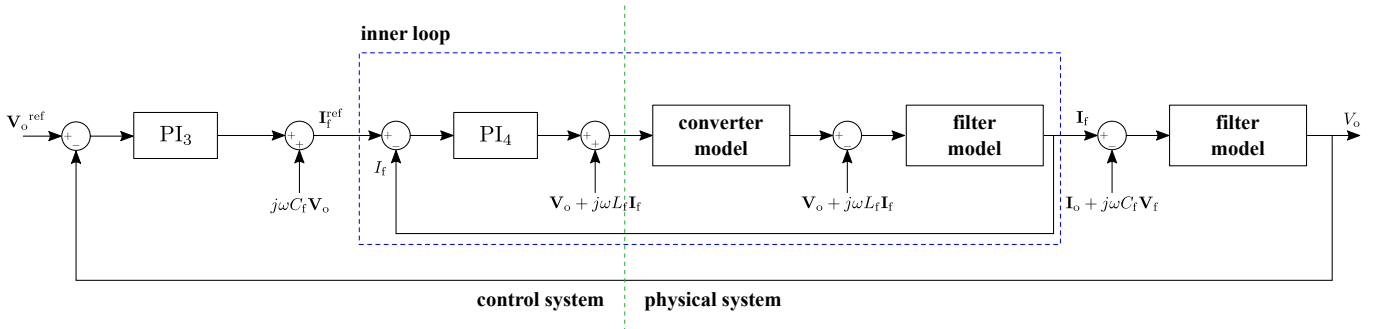 inner loop
V_o^ref
+
−
PI_3
+
+
I_f^ref
jωC_f V_o
+
−
I_f
PI_4
+
+
V_o + jωL_f I_f
converter
model
+
−
V_o + jωL_f I_f
filter
model
I_f
+
−
I_o + jωC_f V_f
filter
model
V_o
control system
physical system